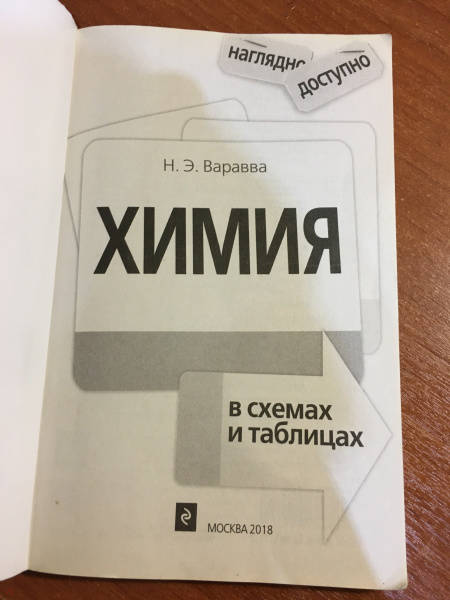 наглядно
доступно
Н. Э. Варавва
ХИМИЯ
в схемах
и таблицах
МОСКВА 2018